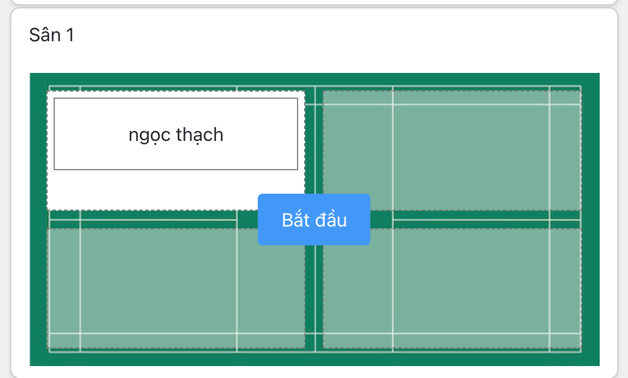 Sân 1
ngọc thạch
Bắt đầu